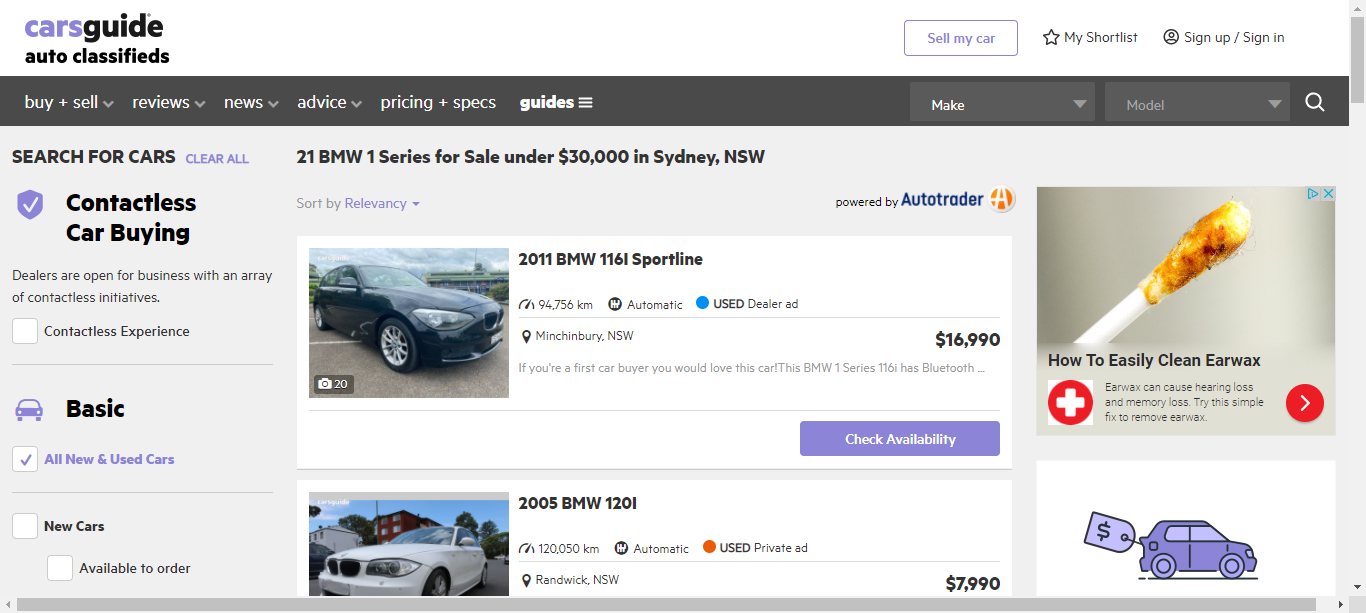 carsguide
auto classifieds
Sell my car
My Shortlist
Sign up / Sign in
buy + sell
reviews
news
advice
pricing + specs
guides
Make
Model
SEARCH FOR CARS
CLEAR ALL
Contactless
Car Buying
Dealers are open for business with an array
of contactless initiatives.
Contactless Experience
Basic
All New & Used Cars
New Cars
Available to order
21 BMW 1 Series for Sale under $30,000 in Sydney, NSW
Sort by Relevancy
powered by Autotrader
carsguide
20
2011 BMW 116I Sportline
94,756 km
Automatic
USED Dealer ad
Minchinbury, NSW
$16,990
If you're a first car buyer you would love this car!This BMW 1 Series 116i has Bluetooth ...
Check Availability
carsguide
2005 BMW 120I
120,050 km
Automatic
USED Private ad
Randwick, NSW
$7,990
How To Easily Clean Earwax
Earwax can cause hearing loss
and memory loss. Try this simple
fix to remove earwax.
$